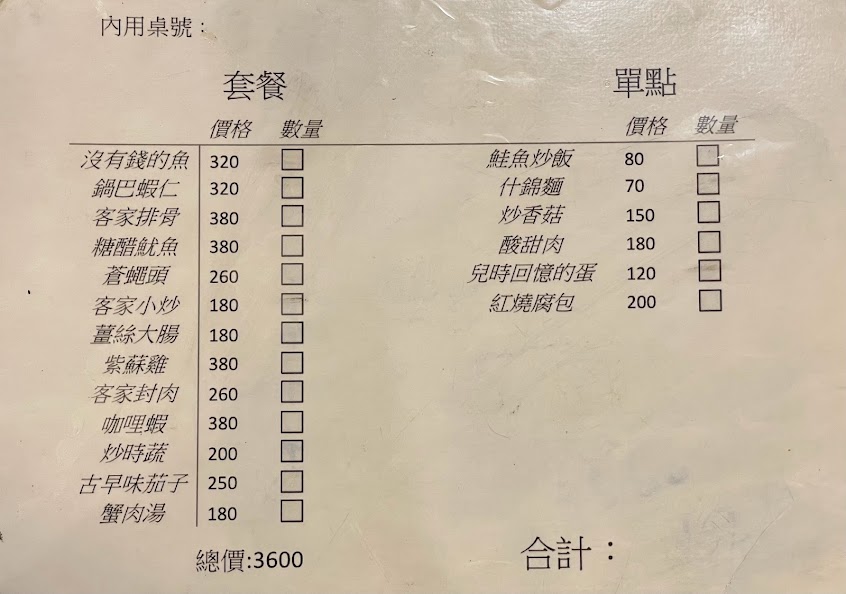 內用桌號：
套餐
價格 數量
沒有錢的魚 320 □
鍋巴蝦仁 320 □
客家排骨 380 □
糖醋魷魚 380 □
蒼蠅頭 260 □
客家小炒 180 □
薑絲大腸 180 □
紫蘇雞 380 □
客家封肉 260 □
咖哩蝦 380 □
炒時蔬 200 □
古早味茄子 250 □
蟹肉湯 180 □
總價:3600
單點
價格 數量
鮭魚炒飯 80 □
什錦麵 70 □
炒香菇 150 □
酸甜肉 180 □
兒時回憶的蛋 120 □
紅燒腐包 200 □
合計：